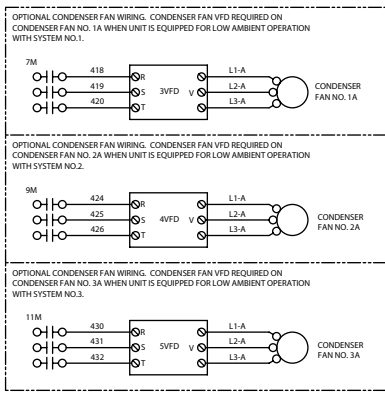 OPTIONAL CONDENSER FAN WIRING. CONDENSER FAN VFD REQUIRED ON
CONDENSER FAN NO. 1A WHEN UNIT IS EQUIPPED FOR LOW AMBIENT OPERATION
WITH SYSTEM NO.1.
7M
418 R L1-A
419 S 3VFD V L2-A CONDENSER
420 T L3-A FAN NO. 1A
OPTIONAL CONDENSER FAN WIRING. CONDENSER FAN VFD REQUIRED ON
CONDENSER FAN NO. 2A WHEN UNIT IS EQUIPPED FOR LOW AMBIENT OPERATION
WITH SYSTEM NO.2.
9M
424 R L1-A
425 S 4VFD V L2-A CONDENSER
426 T L3-A FAN NO. 2A
OPTIONAL CONDENSER FAN WIRING. CONDENSER FAN VFD REQUIRED ON
CONDENSER FAN NO. 3A WHEN UNIT IS EQUIPPED FOR LOW AMBIENT OPERATION
WITH SYSTEM NO.3.
11M
430 R L1-A
431 S 5VFD V L2-A CONDENSER
432 T L3-A FAN NO. 3A